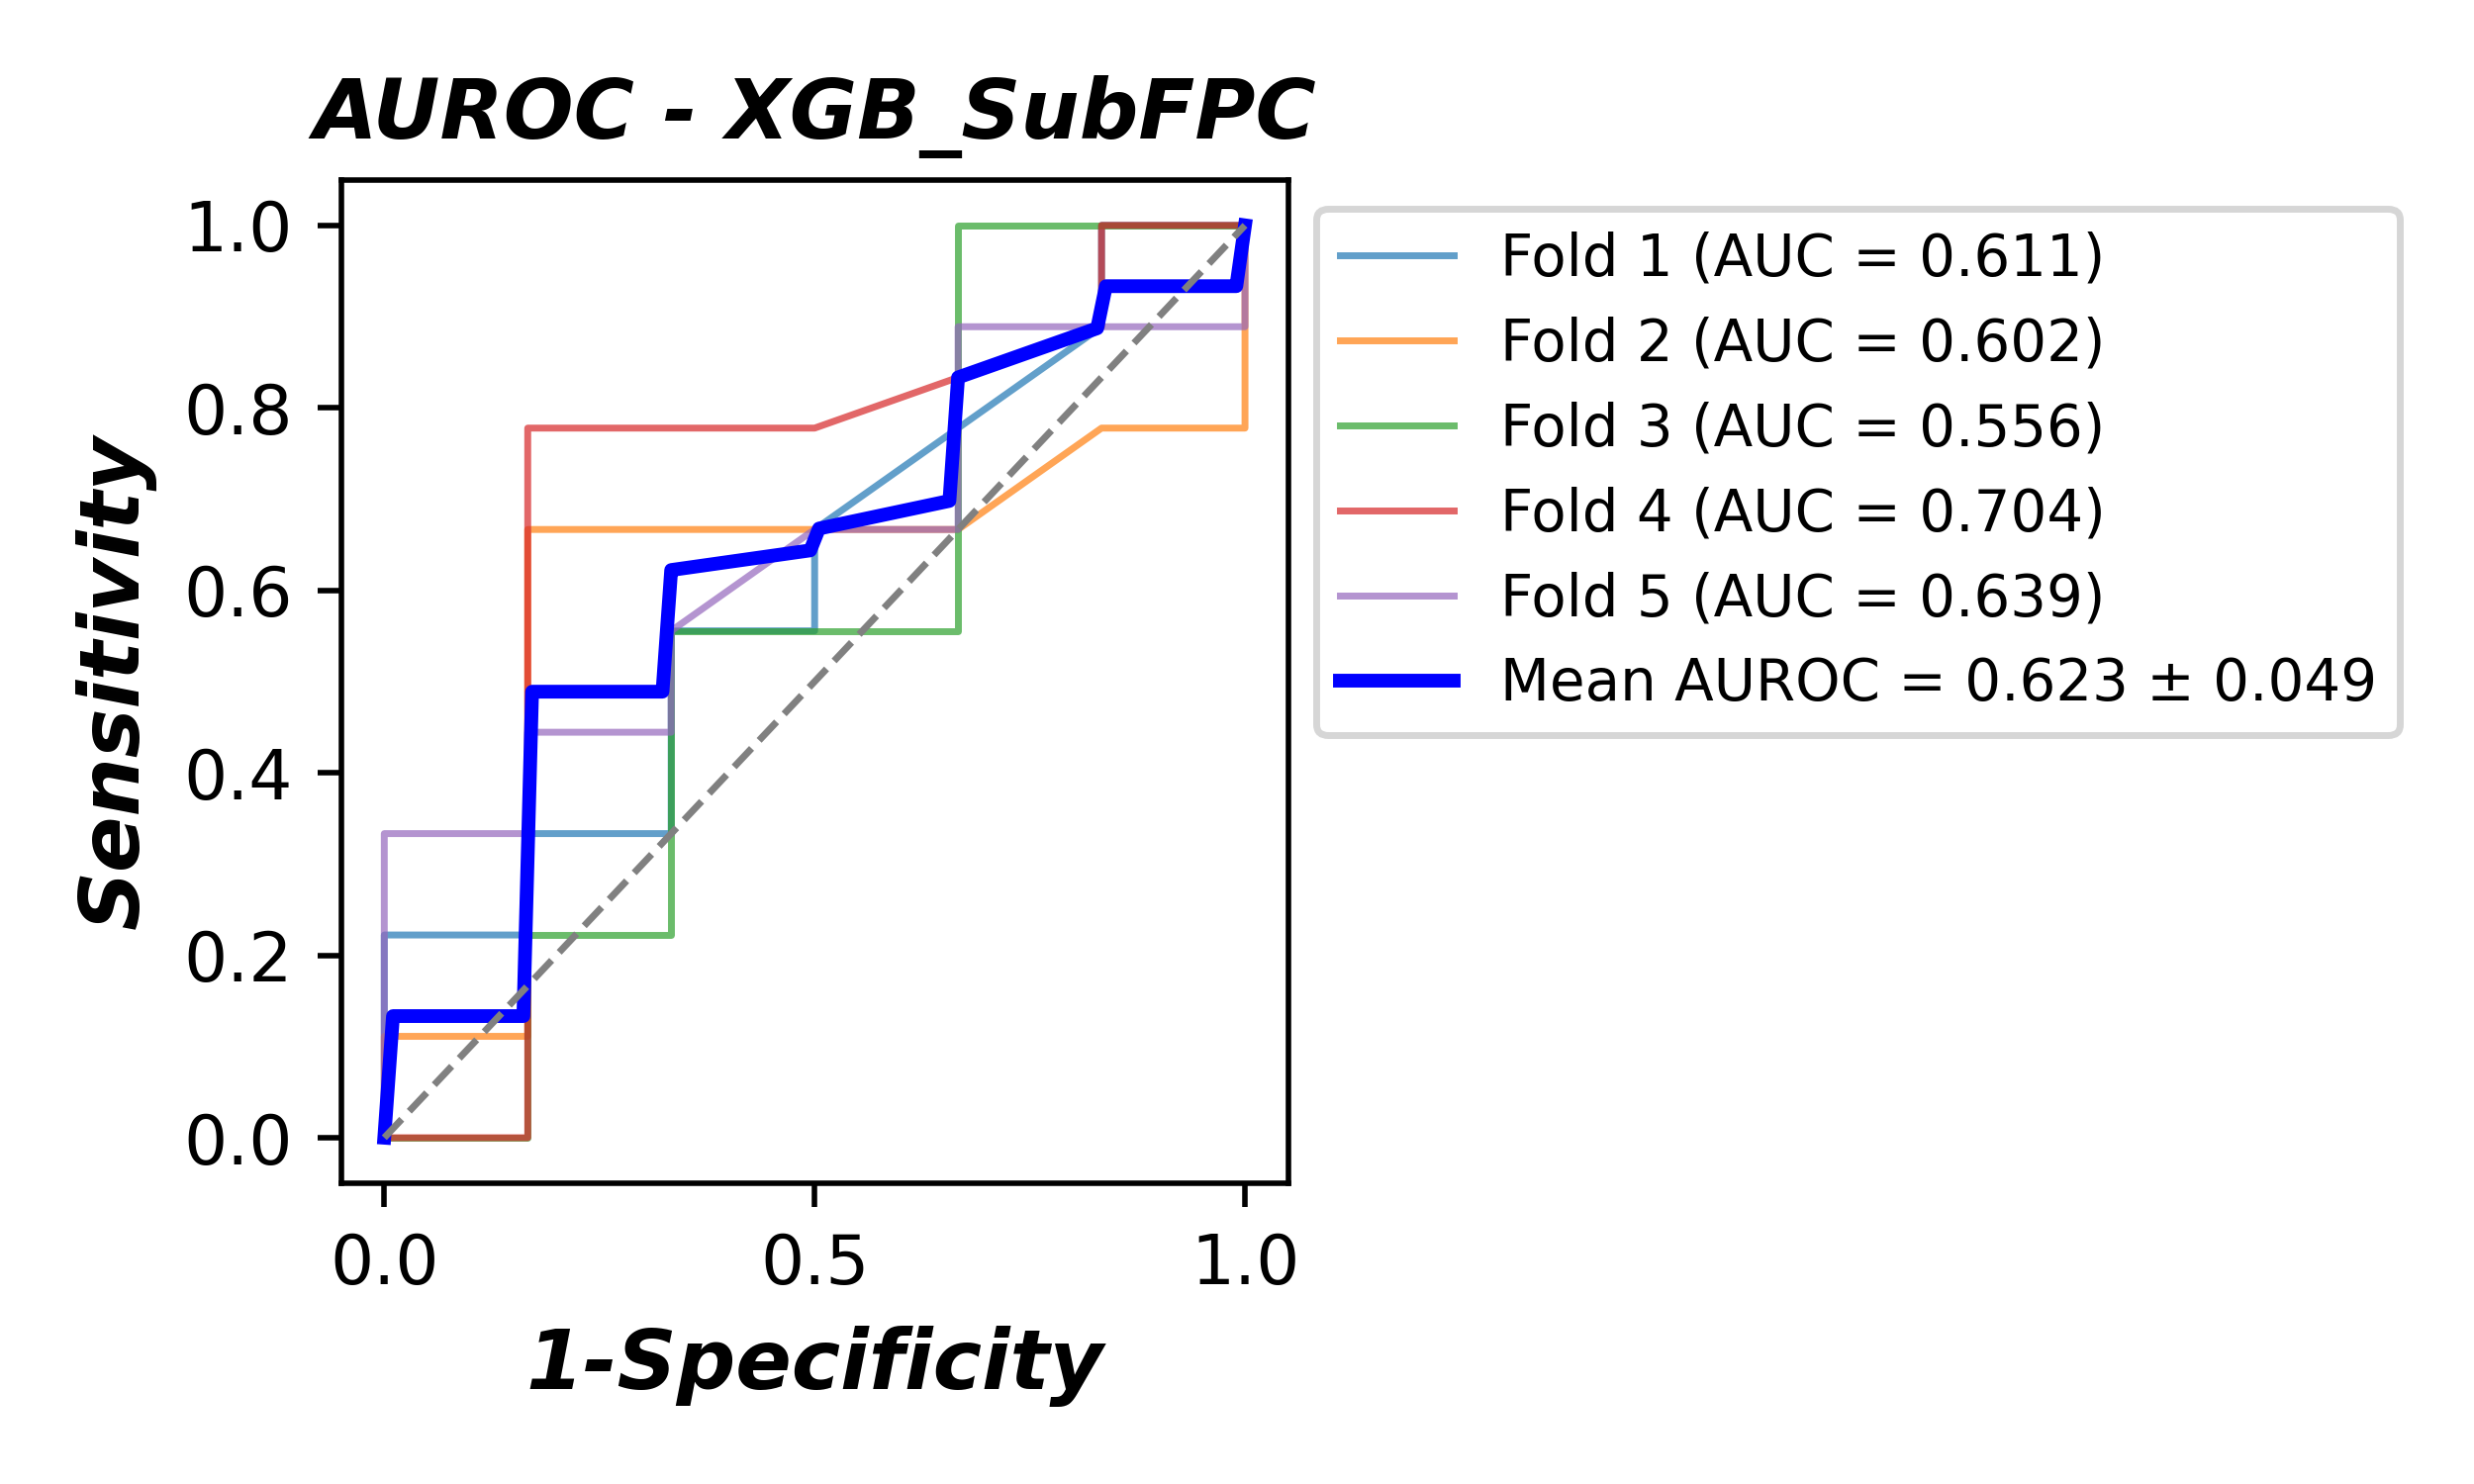 AUROC - XGB_SubFPC
Sensitivity
1.0
0.8
0.6
0.4
0.2
0.0
0.0 0.5 1.0
1-Specificity
Fold 1 (AUC = 0.611)
Fold 2 (AUC = 0.602)
Fold 3 (AUC = 0.556)
Fold 4 (AUC = 0.704)
Fold 5 (AUC = 0.639)
Mean AUROC = 0.623 ± 0.049